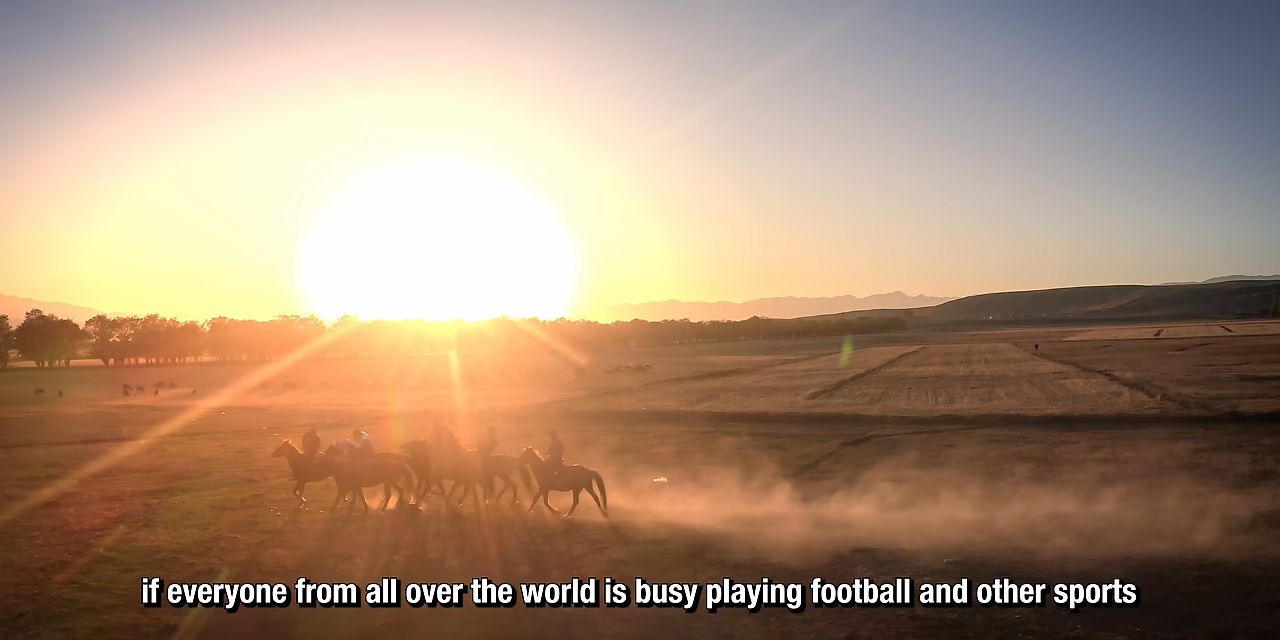 if everyone from all over the world is busy playing football and other sports